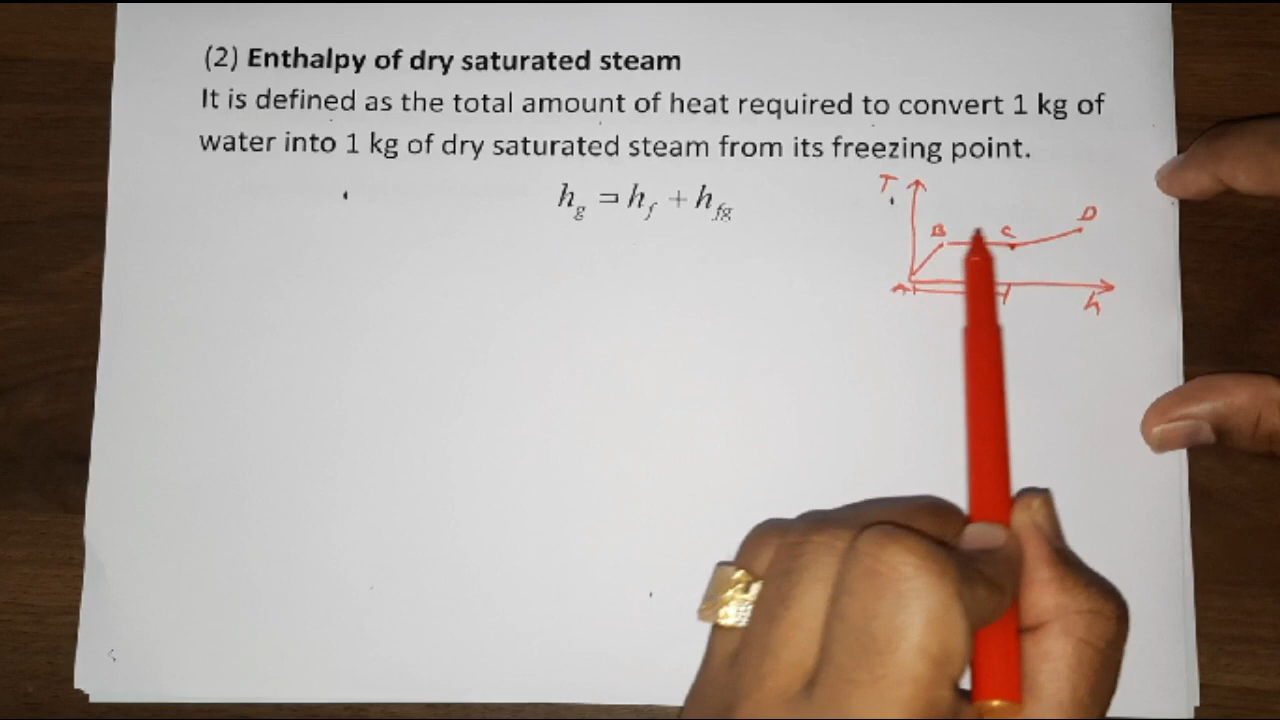 (2) Enthalpy of dry saturated steam
It is defined as the total amount of heat required to convert 1 kg of
water into 1 kg of dry saturated steam from its freezing point.
h_g = h_f + h_fg
T
B C D
A
h